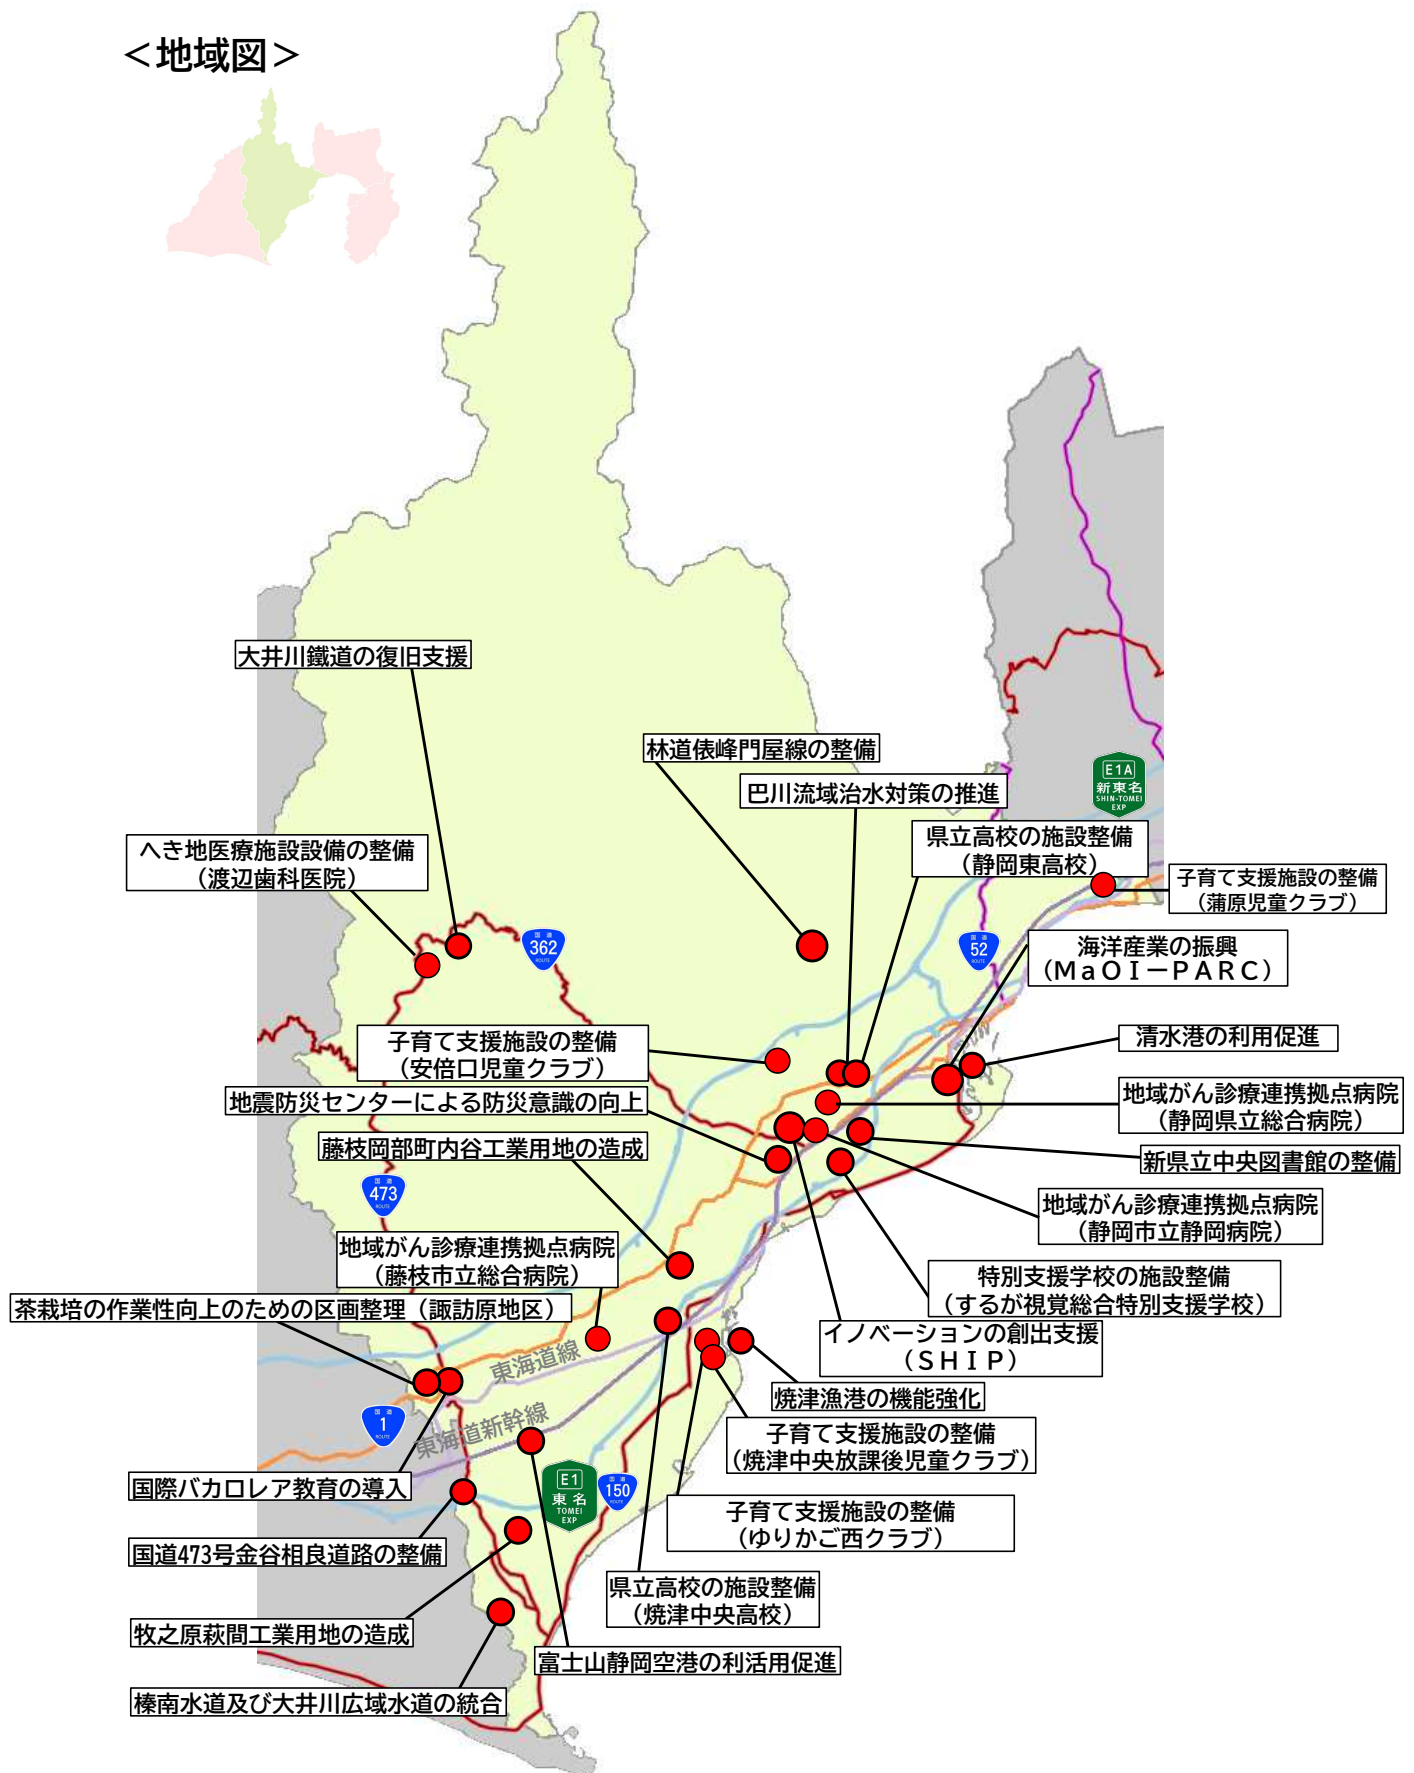 ＜地域図＞
大井川鐵道の復旧支援
林道俵峰門屋線の整備
E1A
新東名
SHIN-TOMEI
EXP
巴川流域治水対策の推進
県立高校の施設整備
（静岡東高校）
へき地医療施設設備の整備
（渡辺歯科医院）
子育て支援施設の整備
（蒲原児童クラブ）
国道
362
ROUTE
国道
52
ROUTE
海洋産業の振興
（ＭａＯＩ－ＰＡＲＣ）
清水港の利用促進
子育て支援施設の整備
（安倍口児童クラブ）
地震防災センターによる防災意識の向上
地域がん診療連携拠点病院
（静岡県立総合病院）
藤枝岡部町内谷工業用地の造成
新県立中央図書館の整備
国道
473
ROUTE
地域がん診療連携拠点病院
（静岡市立静岡病院）
地域がん診療連携拠点病院
（藤枝市立総合病院）
特別支援学校の施設整備
（するが視覚総合特別支援学校）
茶栽培の作業性向上のための区画整理（諏訪原地区）
イノベーションの創出支援
（ＳＨＩＰ）
東海道線
焼津漁港の機能強化
国道
1
ROUTE
東海道新幹線
子育て支援施設の整備
（焼津中央放課後児童クラブ）
国際バカロレア教育の導入
E1
東名
TOMEI
EXP
国道
150
ROUTE
子育て支援施設の整備
（ゆりかご西クラブ）
国道473号金谷相良道路の整備
県立高校の施設整備
（焼津中央高校）
牧之原萩間工業用地の造成
富士山静岡空港の利活用促進
榛南水道及び大井川広域水道の統合